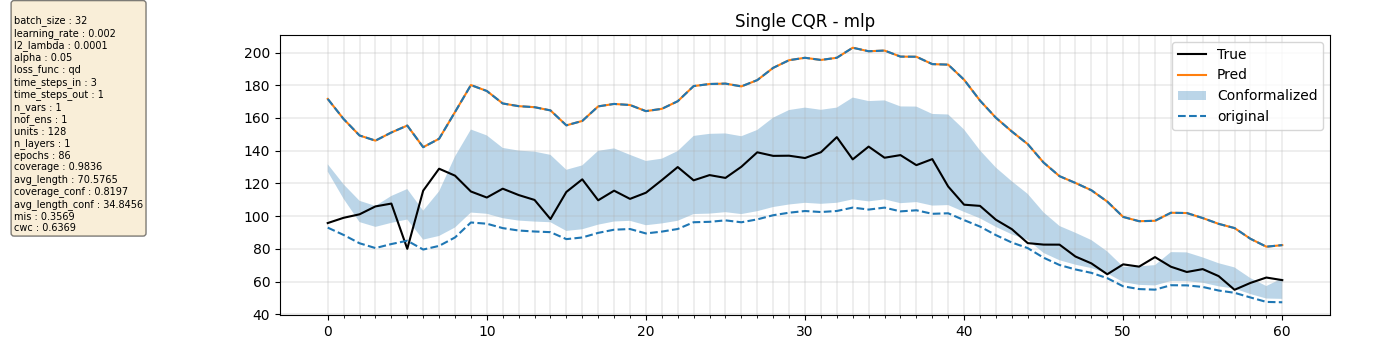 batch_size : 32
learning_rate : 0.002
l2_lambda : 0.0001
alpha : 0.05
loss_func : qd
time_steps_in : 3
time_steps_out : 1
n_vars : 1
nof_ens : 1
units : 128
n_layers : 1
epochs : 86
coverage : 0.9836
avg_length : 70.5765
coverage_conf : 0.8197
avg_length_conf : 34.8456
mis : 0.3569
cwc : 0.6369
Single CQR - mlp
200
180
160
140
120
100
80
60
40
0 10 20 30 40 50 60
True
Pred
Conformalized
original